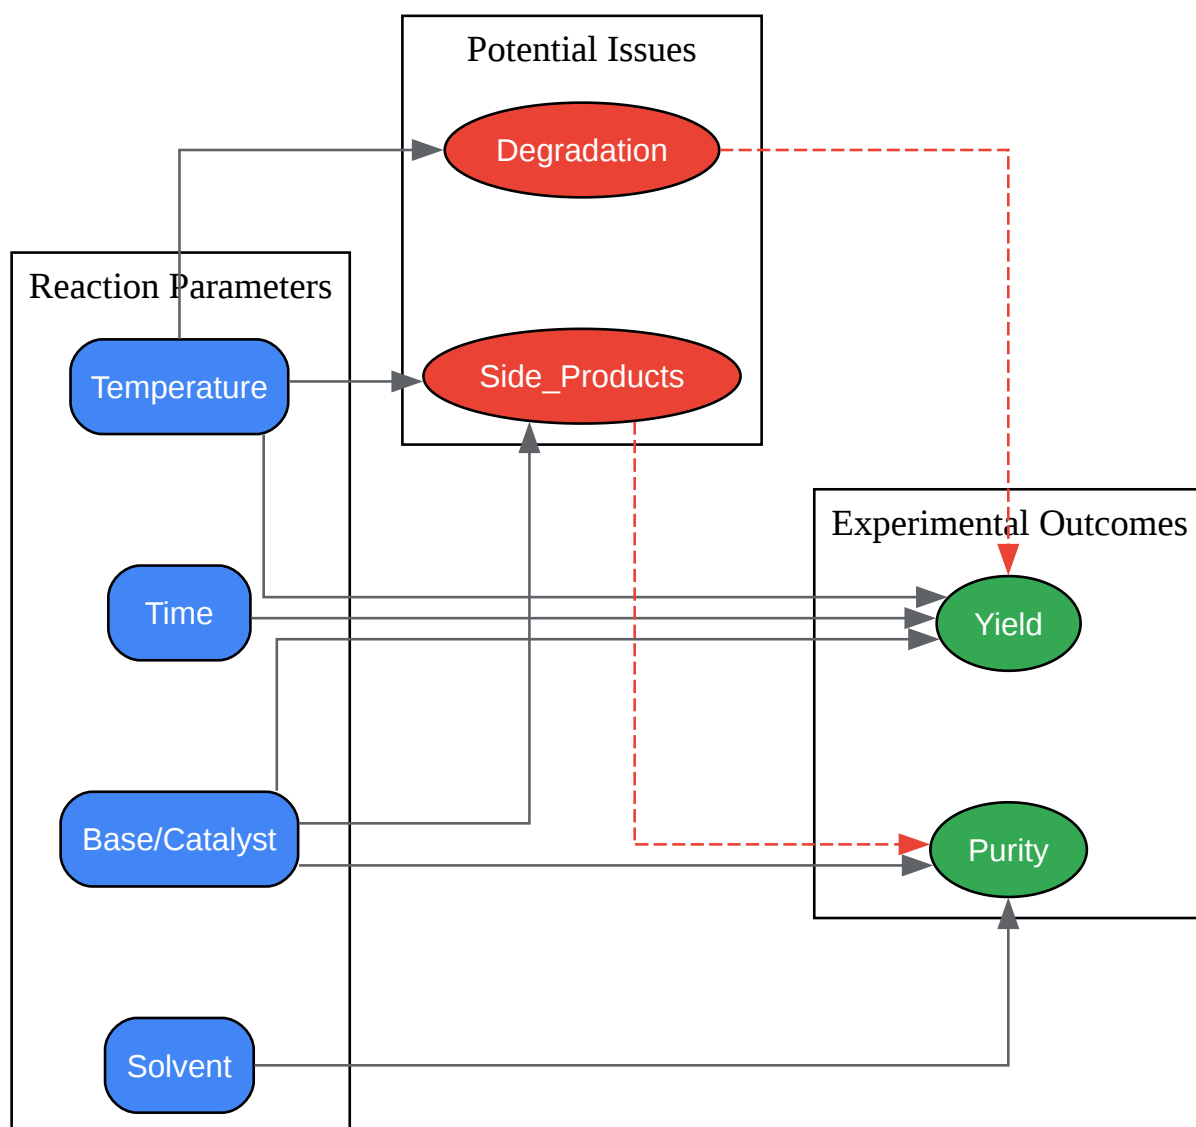 Potential Issues
Degradation
Side_Products
Reaction Parameters
Temperature
Time
Base/Catalyst
Solvent
Experimental Outcomes
Yield
Purity